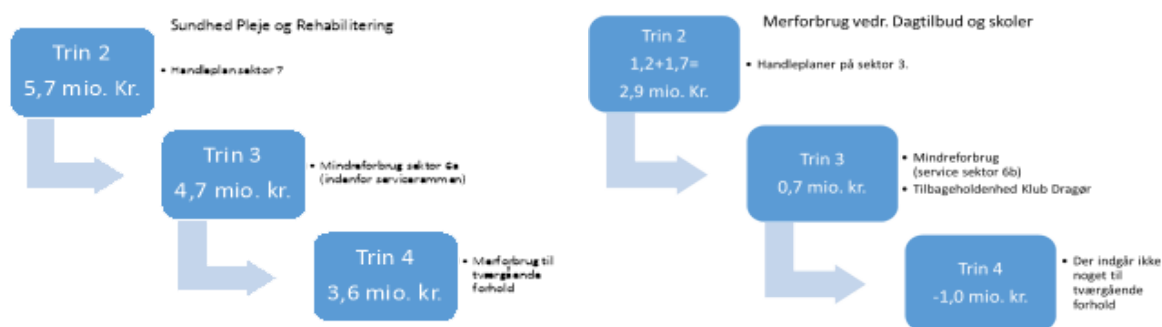 Sundhed Pleje og Rehabilitering
Trin 2
5,7 mio. Kr.
• Handleplan sektor 7
Trin 3
4,7 mio. kr.
• Mindreforbrug sektor 6a
(indenfor servicerammen)
Trin 4
3,6 mio. kr.
• Merforbrug til
tværgående
forhold
Merforbrug vedr. Dagtilbud og skoler
Trin 2
1,2+1,7=
2,9 mio. Kr.
• Handleplaner på sektor 3.
Trin 3
0,7 mio. kr.
• Mindreforbrug
(service sektor 6b)
• Tilbageholdenhed Klub Dragør
Trin 4
-1,0 mio. kr.
• Der indgår ikke
noget til
tværgående
forhold